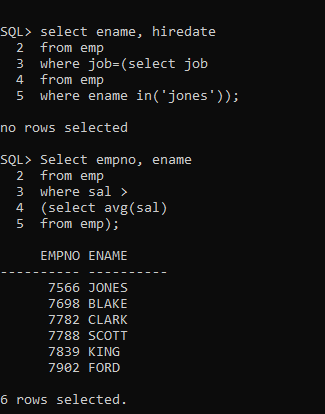 SQL> select ename, hiredate
  2  from emp
  3  where job=(select job
  4  from emp
  5  where ename in('jones'));
no rows selected
SQL> Select empno, ename
  2  from emp
  3  where sal >
  4  (select avg(sal)
  5  from emp);
     EMPNO ENAME
---------- ----------
      7566 JONES
      7698 BLAKE
      7782 CLARK
      7788 SCOTT
      7839 KING
      7902 FORD
6 rows selected.